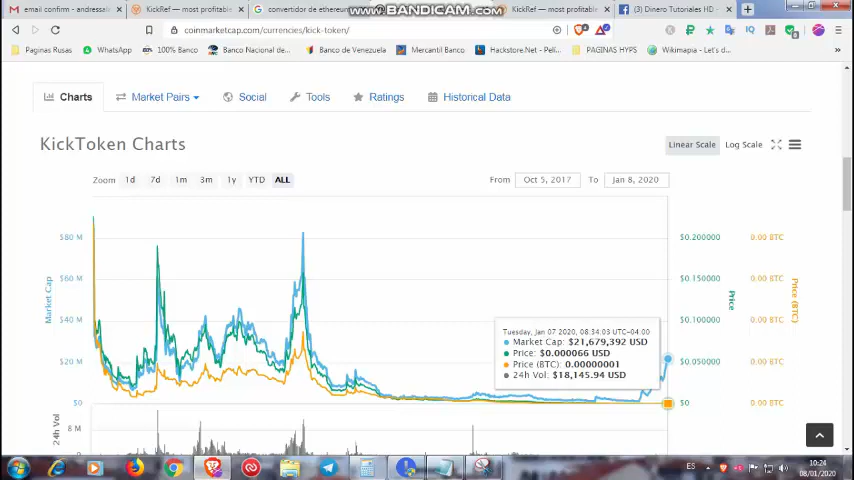 email confirm - andressain
KickRef — most profitable
convertidor de ethereum
www.BANDICAM.com
KickRef — most profitable
(3) Dinero Tutoriales HD -
coinmarketcap.com/currencies/kick-token/
Paginas Rusas
WhatsApp
100% Banco
Banco Nacional de...
Banco de Venezuela
Mercantil Banco
Hackstore.Net - Pelí...
PAGINAS HYPS
Wikimapia - Let's d...
Charts
Market Pairs
Social
Tools
Ratings
Historical Data
KickToken Charts
Linear Scale
Log Scale
Zoom 1d 7d 1m 3m 1y YTD ALL
From Oct 5, 2017 To Jan 8, 2020
$80 M $0.200000 0.00 BTC
$60 M $0.150000 0.00 BTC
$40 M $0.100000 0.00 BTC
$20 M $0.050000 0.00 BTC
$0 $0 0.00 BTC
Market Cap
Price
Price (BTC)
Tuesday, Jan 07 2020, 08:34:03 UTC-04:00
Market Cap: $21,679,392 USD
Price: $0.000066 USD
Price (BTC): 0.00000001
24h Vol: $18,145.94 USD
24h Vol
8 M
0.00 BTC
ES
10:24
08/01/2020